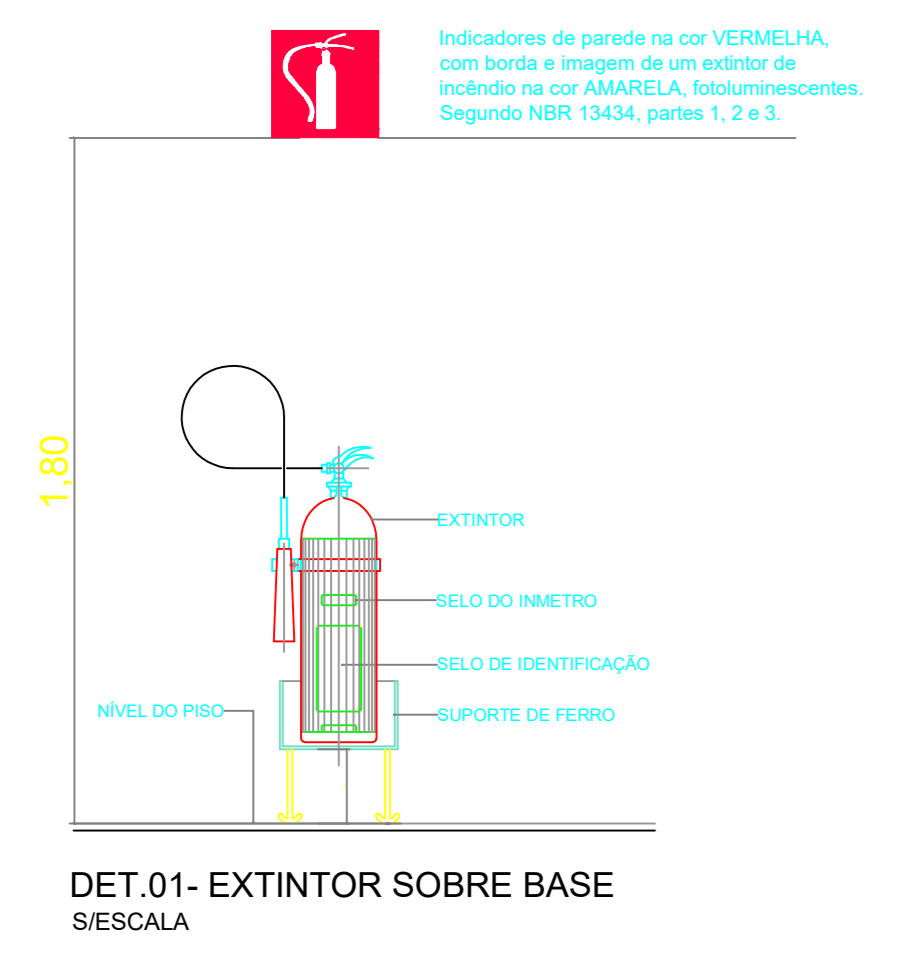 Indicadores de parede na cor VERMELHA,
com borda e imagem de um extintor de
incêndio na cor AMARELA, fotoluminescentes.
Segundo NBR 13434, partes 1, 2 e 3.
1,80
EXTINTOR
SELO DO INMETRO
SELO DE IDENTIFICAÇÃO
NÍVEL DO PISO
SUPORTE DE FERRO
DET.01- EXTINTOR SOBRE BASE
S/ESCALA